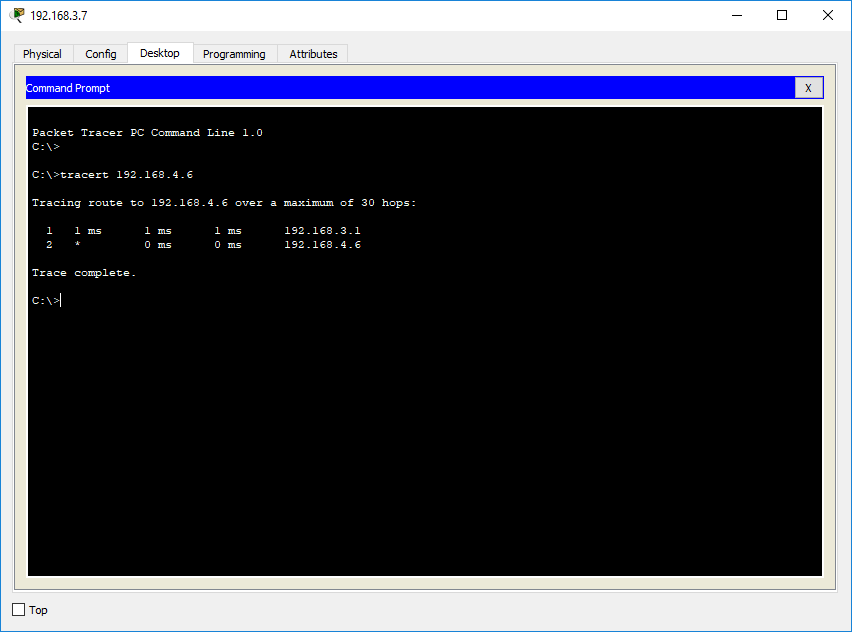 192.168.3.7
Physical Config Desktop Programming Attributes
Command Prompt X
Packet Tracer PC Command Line 1.0
C:\>
C:\>tracert 192.168.4.6
Tracing route to 192.168.4.6 over a maximum of 30 hops:
1 1 ms 1 ms 1 ms 192.168.3.1
2 * 0 ms 0 ms 192.168.4.6
Trace complete.
C:\>
Top